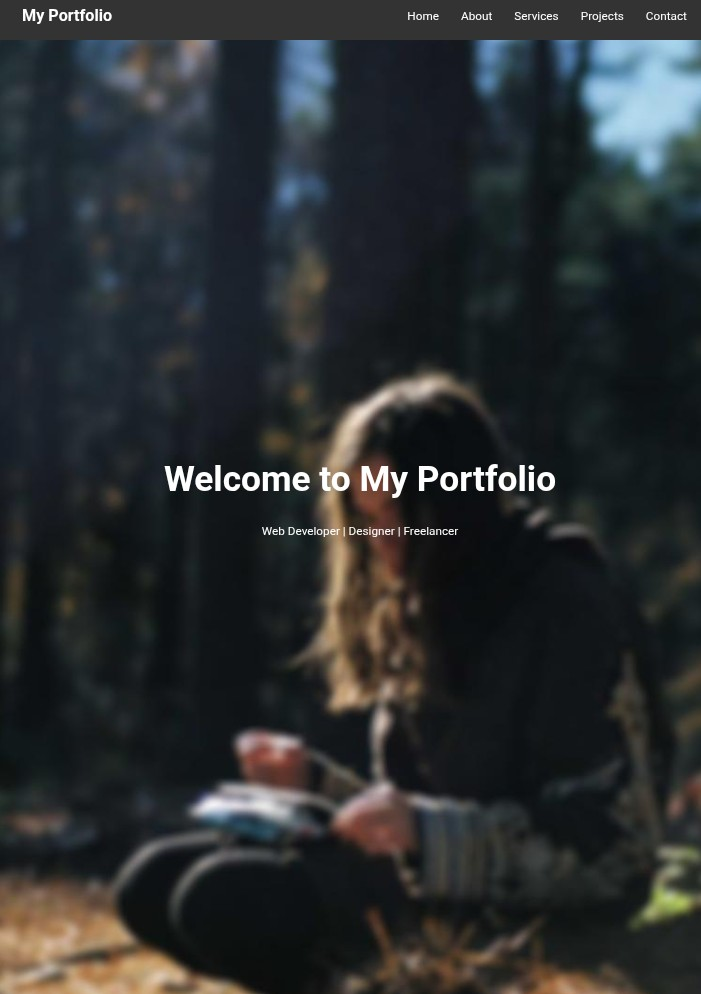 My Portfolio
Home About Services Projects Contact
Welcome to My Portfolio
Web Developer | Designer | Freelancer